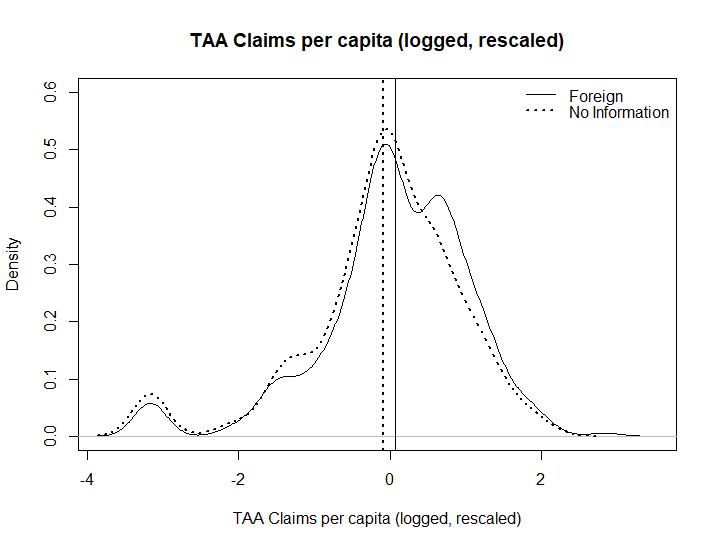 TAA Claims per capita (logged, rescaled)
Foreign
No Information
Density
0.6
0.5
0.4
0.3
0.2
0.1
0.0
-4
-2
0
2
TAA Claims per capita (logged, rescaled)